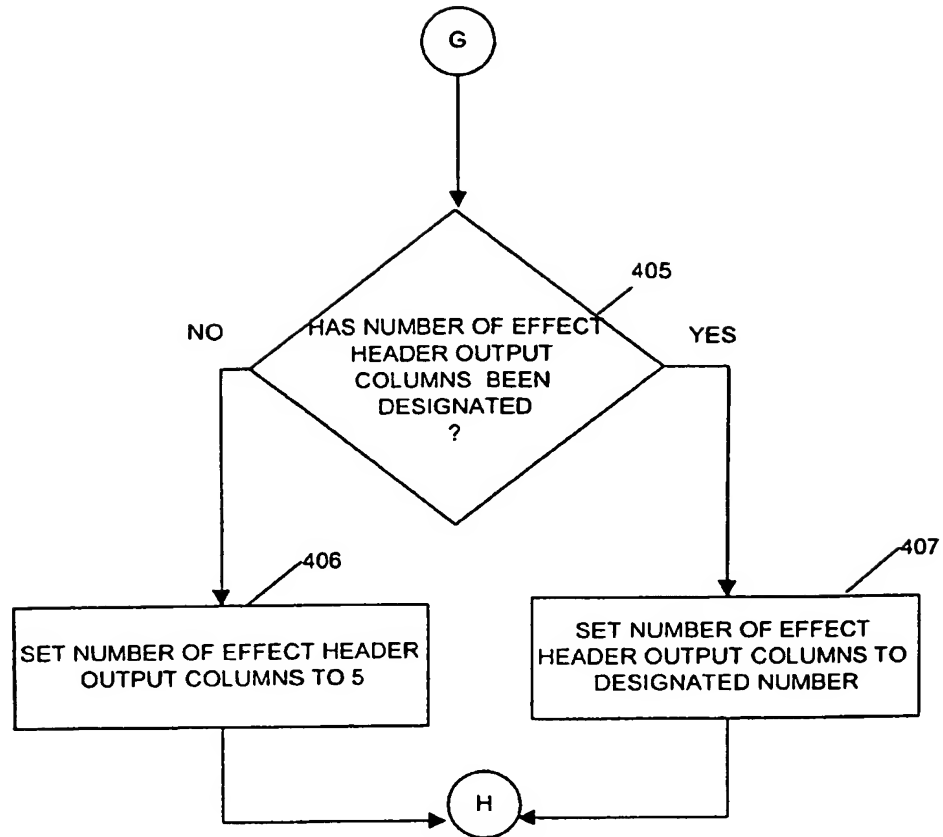 G
405
NO
YES
HAS NUMBER OF EFFECT
HEADER OUTPUT
COLUMNS BEEN
DESIGNATED
?
406
407
SET NUMBER OF EFFECT HEADER
OUTPUT COLUMNS TO 5
SET NUMBER OF EFFECT
HEADER OUTPUT COLUMNS TO
DESIGNATED NUMBER
H